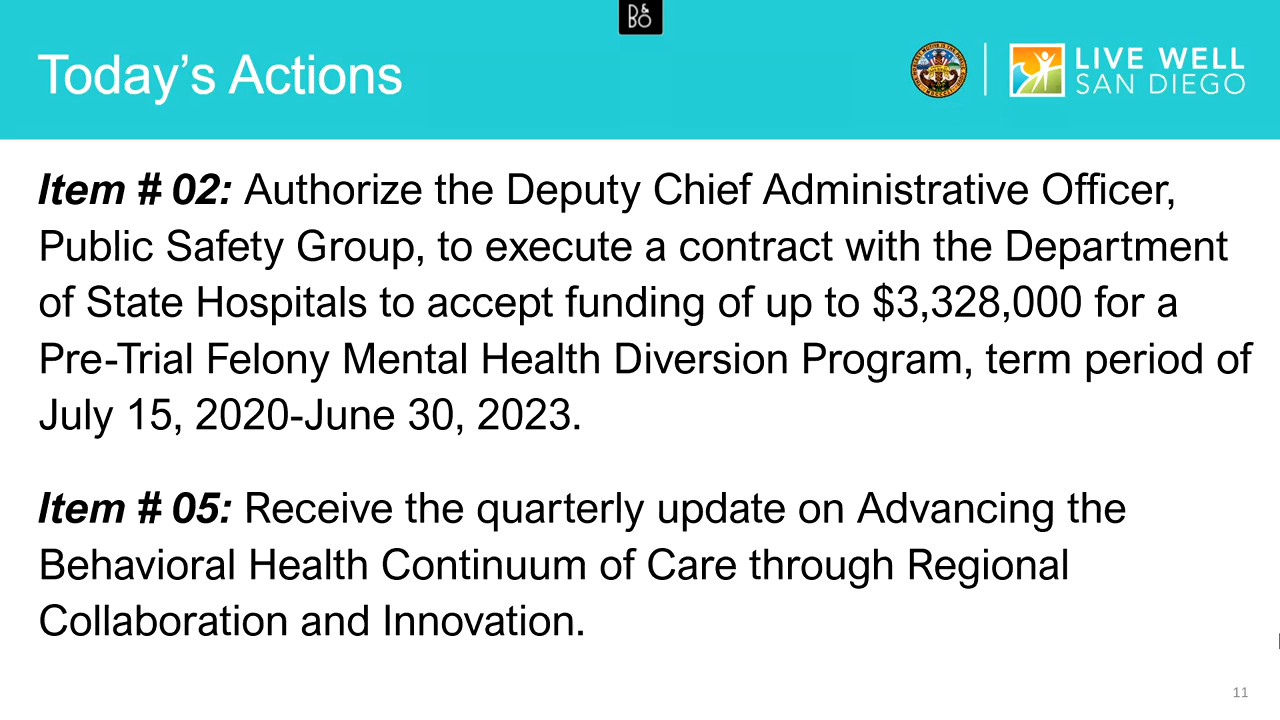 B&O
Today's Actions
LIVE WELL
SAN DIEGO
Item # 02: Authorize the Deputy Chief Administrative Officer,
Public Safety Group, to execute a contract with the Department
of State Hospitals to accept funding of up to $3,328,000 for a
Pre-Trial Felony Mental Health Diversion Program, term period of
July 15, 2020-June 30, 2023.
Item # 05: Receive the quarterly update on Advancing the
Behavioral Health Continuum of Care through Regional
Collaboration and Innovation.
11